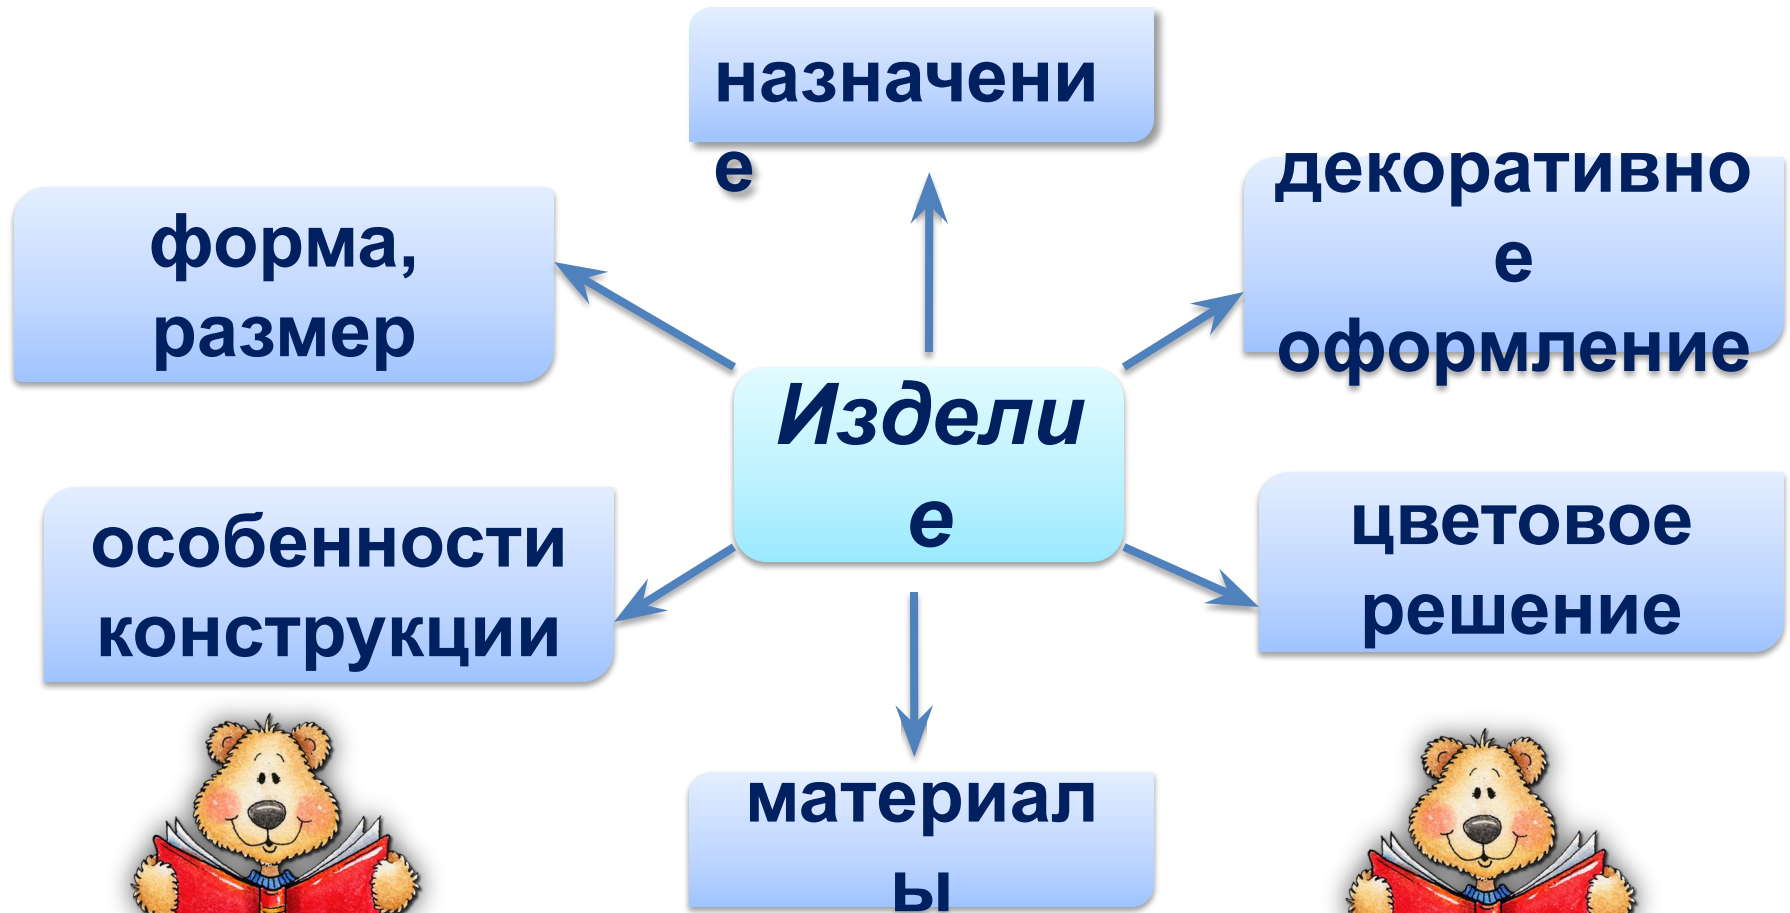 назначени
е
декоративно
е
оформление
форма,
размер
Издели
е
особенности
конструкции
цветовое
решение
материал
ы